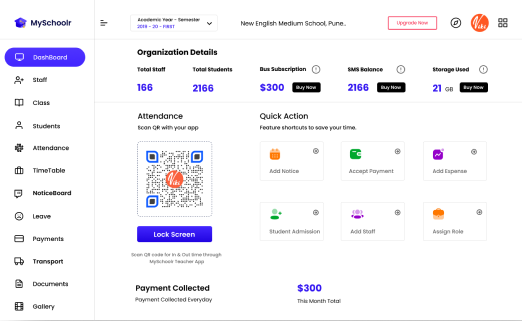 MySchoolr
Academic Year - Semester
2019 - 20 - FIRST
New English Medium School, Pune..
Upgrade Now
DashBoard
Staff
Class
Students
Attendance
TimeTable
NoticeBoard
Leave
Payments
Transport
Documents
Gallery
Organization Details
Total Staff
Total Students
Bus Subscription
SMS Balance
Storage Used
166
2166
$300
Buy Now
2166
Buy Now
21 GB
Buy Now
Attendance
Scan QR with your app
Lock Screen
Scan QR code for In & Out time through
MySchoolr Teacher App
Quick Action
Feature shortcuts to save your time.
Add Notice
Accept Payment
Add Expense
Student Admission
Add Staff
Assign Role
Payment Collected
Payment Collected Everyday
$300
This Month Total